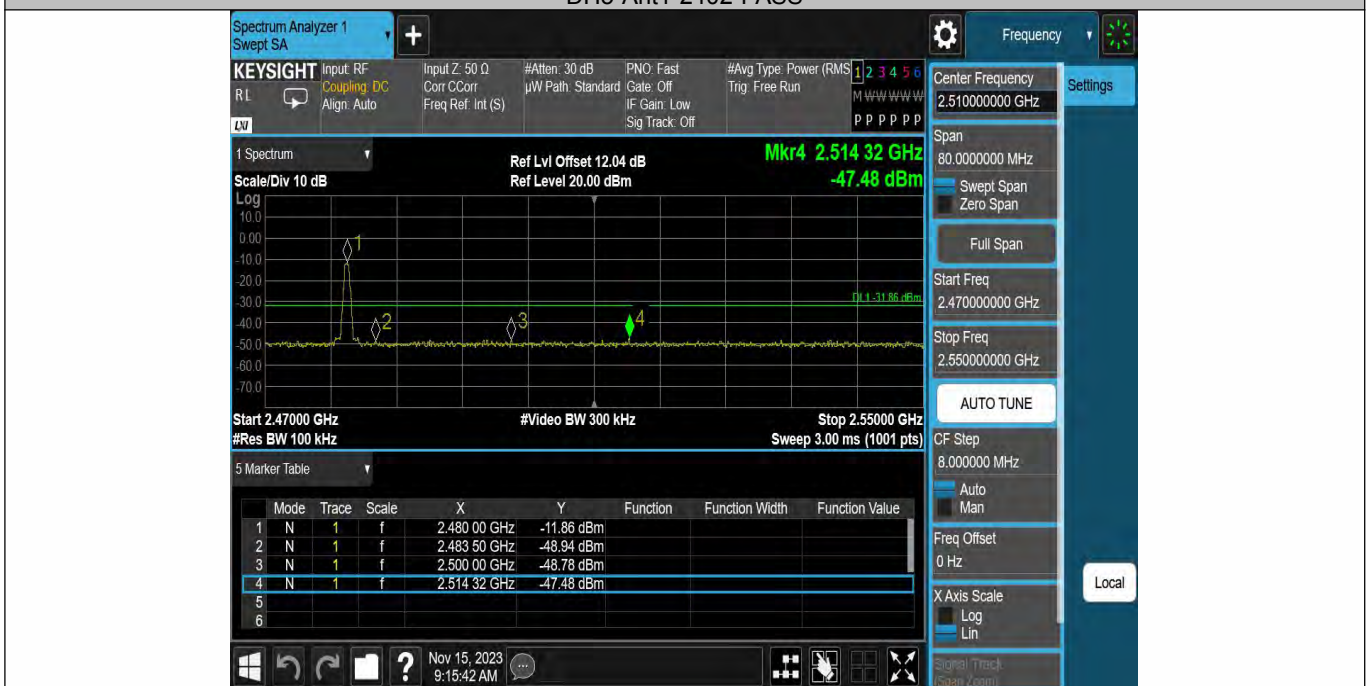 Spectrum Analyzer 1
Swept SA
Frequency
KEYSIGHT
RL
LXI
Input: RF
Coupling: DC
Align: Auto
Input Z: 50 Ω
Corr CCorr
Freq Ref: Int (S)
#Atten: 30 dB
µW Path: Standard
PNO: Fast
Gate: Off
IF Gain: Low
Sig Track: Off
#Avg Type: Power (RMS
Trig: Free Run
1 2 3 4 5 6
M W W W W W
P P P P P P
Center Frequency
2.510000000 GHz
Settings
1 Spectrum
Scale/Div 10 dB
Ref Lvl Offset 12.04 dB
Ref Level 20.00 dBm
Mkr4 2.514 32 GHz
-47.48 dBm
Span
80.0000000 MHz
Swept Span
Zero Span
Full Span
Start Freq
2.470000000 GHz
Stop Freq
2.550000000 GHz
AUTO TUNE
CF Step
8.000000 MHz
Auto
Man
Freq Offset
0 Hz
X Axis Scale
Log
Lin
Signal Track
(Span Zoom)
Local
Log
10.0
0.00
-10.0
-20.0
-30.0
-40.0
-50.0
-60.0
-70.0
1
2
3
4
DL1 -31.86 dBm
Start 2.47000 GHz
#Video BW 300 kHz
Stop 2.55000 GHz
#Res BW 100 kHz
Sweep 3.00 ms (1001 pts)
5 Marker Table
Mode Trace Scale X Y Function Function Width Function Value
1 N 1 f 2.480 00 GHz -11.86 dBm
2 N 1 f 2.483 50 GHz -48.94 dBm
3 N 1 f 2.500 00 GHz -48.78 dBm
4 N 1 f 2.514 32 GHz -47.48 dBm
5
6
?
Nov 15, 2023
9:15:42 AM